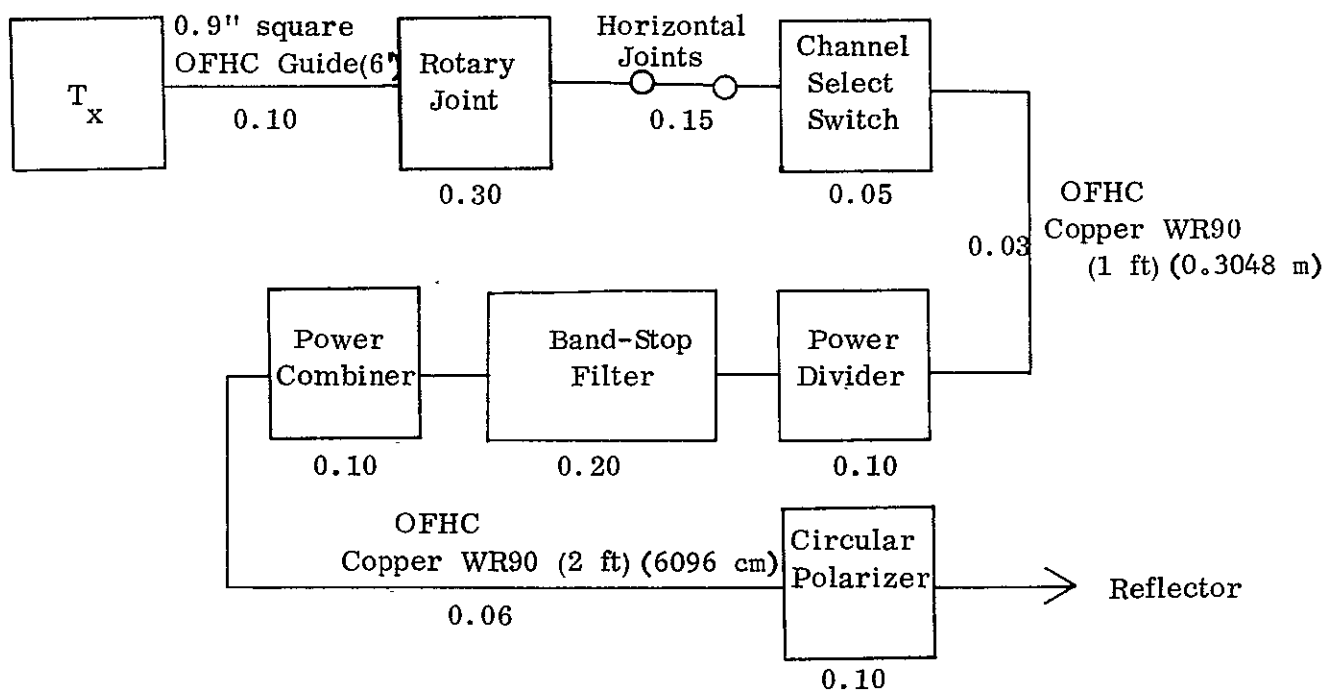 0.9" square
OFHC Guide(6")
T
x
0.10
Rotary
Joint
0.30
Horizontal
Joints
0.15
Channel
Select
Switch
0.05
OFHC
Copper WR90
(1 ft) (0.3048 m)
0.03
Power
Combiner
0.10
Band-Stop
Filter
0.20
Power
Divider
0.10
OFHC
Copper WR90 (2 ft) (6096 cm)
0.06
Circular
Polarizer
0.10
Reflector